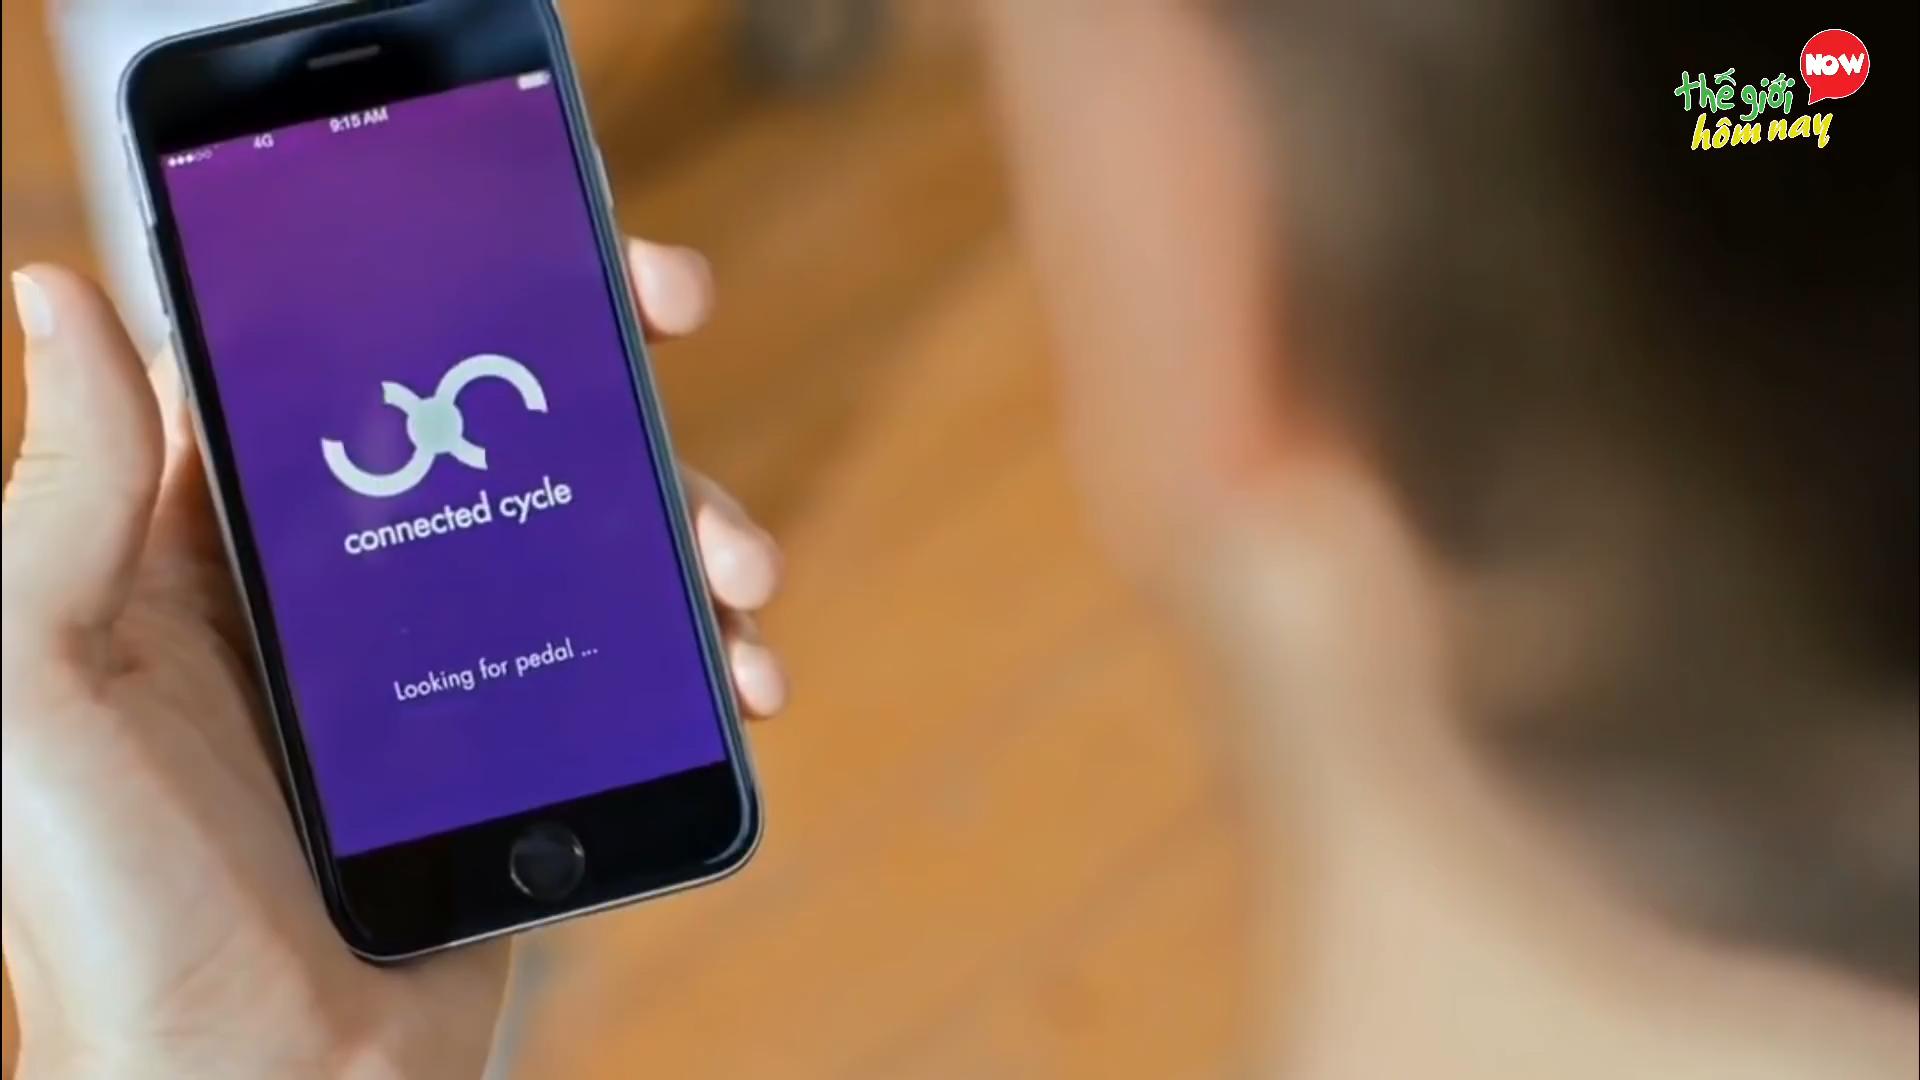 4G
9:15 AM
connected cycle
Looking for pedal ...
NOW
thế giới
hôm nay